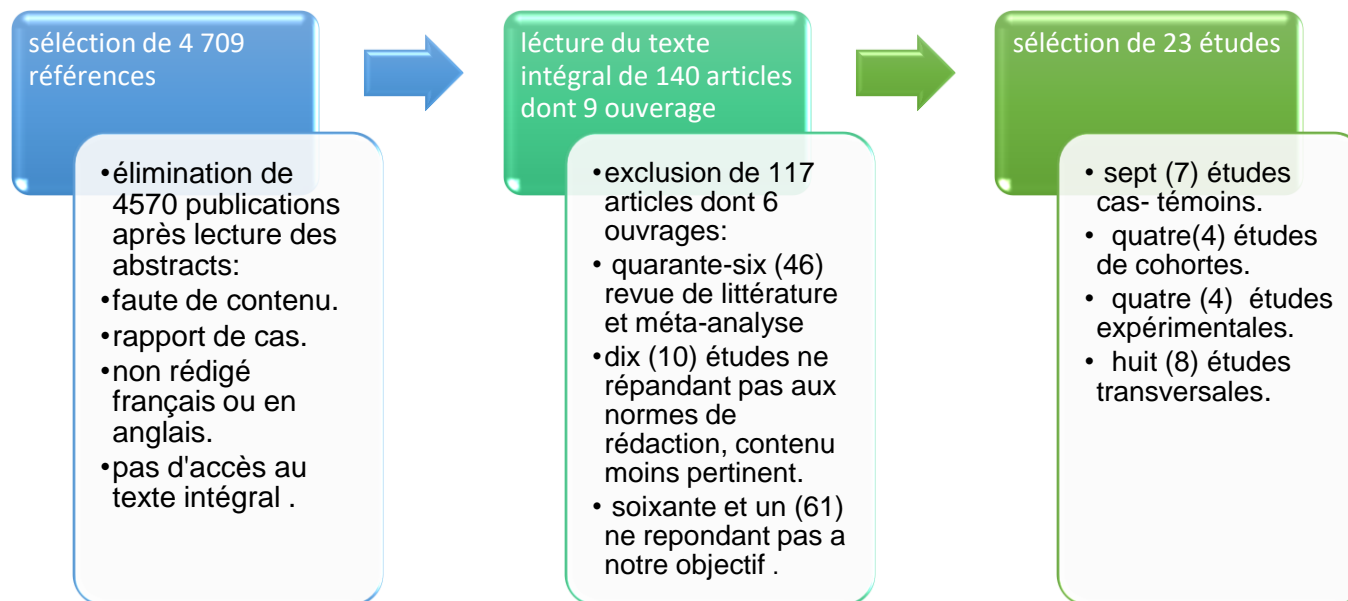 séléction de 4 709
références
•élimination de
4570 publications
après lecture des
abstracts:
•faute de contenu.
•rapport de cas.
•non rédigé
français ou en
anglais.
•pas d'accès au
texte intégral .
lécture du texte
intégral de 140 articles
dont 9 ouverage
•exclusion de 117
articles dont 6
ouvrages:
• quarante-six (46)
revue de littérature
et méta-analyse
•dix (10) études ne
répandant pas aux
normes de
rédaction, contenu
moins pertinent.
• soixante et un (61)
ne repondant pas a
notre objectif .
séléction de 23 études
• sept (7) études
cas- témoins.
• quatre(4) études
de cohortes.
• quatre (4) études
expérimentales.
• huit (8) études
transversales.